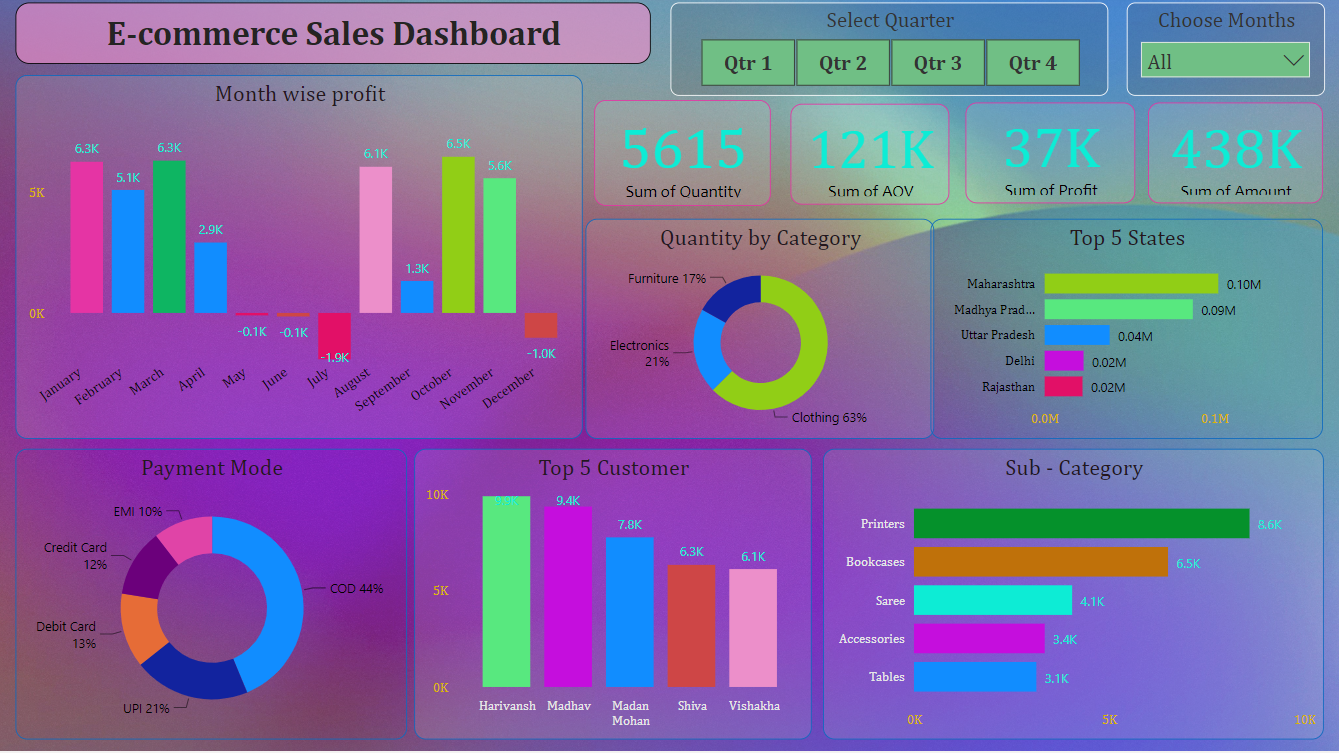 E-commerce Sales Dashboard
Select Quarter
Qtr 1
Qtr 2
Qtr 3
Qtr 4
Choose Months
All
Month wise profit
5K
0K
6.3K
5.1K
6.3K
2.9K
-0.1K
-0.1K
-1.9K
6.1K
1.3K
6.5K
5.6K
-1.0K
January
February
March
April
May
June
July
August
September
October
November
December
5615
Sum of Quantity
121K
Sum of AOV
37K
Sum of Profit
438K
Sum of Amount
Quantity by Category
Furniture 17%
Electronics
21%
Clothing 63%
Top 5 States
Maharashtra
0.10M
Madhya Prad...
0.09M
Uttar Pradesh
0.04M
Delhi
0.02M
Rajasthan
0.02M
0.0M
0.1M
Payment Mode
EMI 10%
Credit Card
12%
Debit Card
13%
UPI 21%
COD 44%
Top 5 Customer
10K
5K
0K
9.4K
7.8K
6.3K
6.1K
Harivansh
Madhav
Madan
Mohan
Shiva
Vishakha
Sub - Category
Printers
8.6K
Bookcases
6.5K
Saree
4.1K
Accessories
3.4K
Tables
3.1K
0K
5K
10K